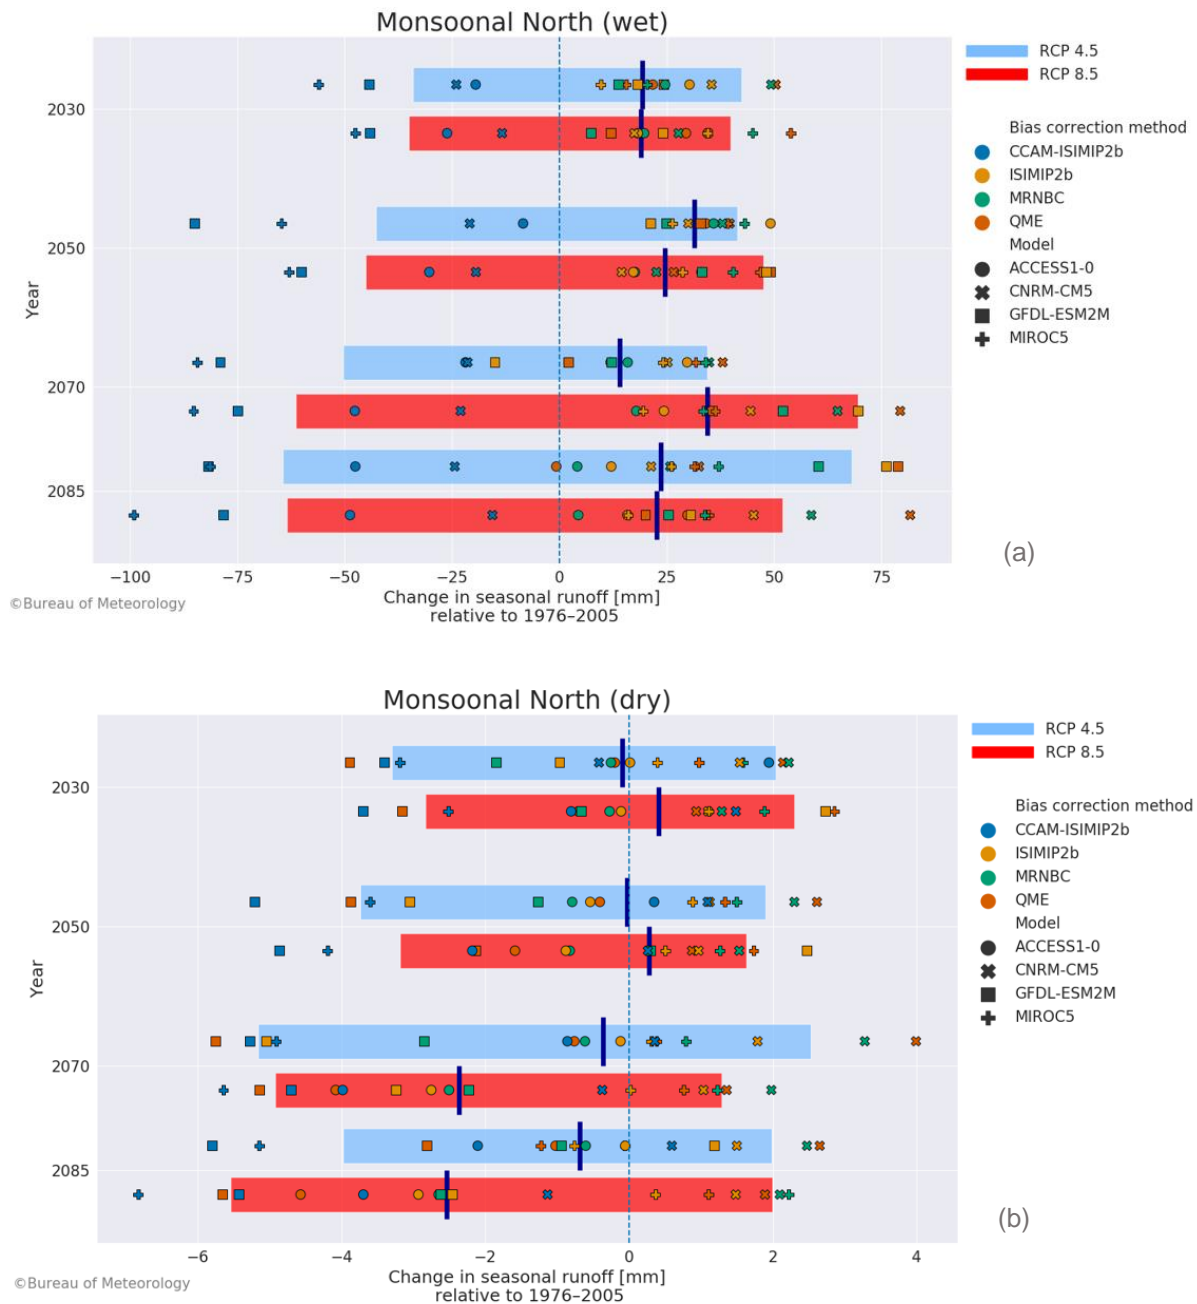 Monsoonal North (wet)
RCP 4.5
RCP 8.5
2030
Bias correction method
CCAM-ISIMIP2b
ISIMIP2b
MRNBC
QME
Model
ACCESS1-0
CNRM-CM5
GFDL-ESM2M
MIROC5
2050
Year
2070
2085
(a)
−100 −75 −50 −25 0 25 50 75
Change in seasonal runoff [mm]
relative to 1976–2005
©Bureau of Meteorology
Monsoonal North (dry)
RCP 4.5
RCP 8.5
2030
Bias correction method
CCAM-ISIMIP2b
ISIMIP2b
MRNBC
QME
Model
ACCESS1-0
CNRM-CM5
GFDL-ESM2M
MIROC5
2050
Year
2070
2085
(b)
−6 −4 −2 0 2 4
Change in seasonal runoff [mm]
relative to 1976–2005
©Bureau of Meteorology